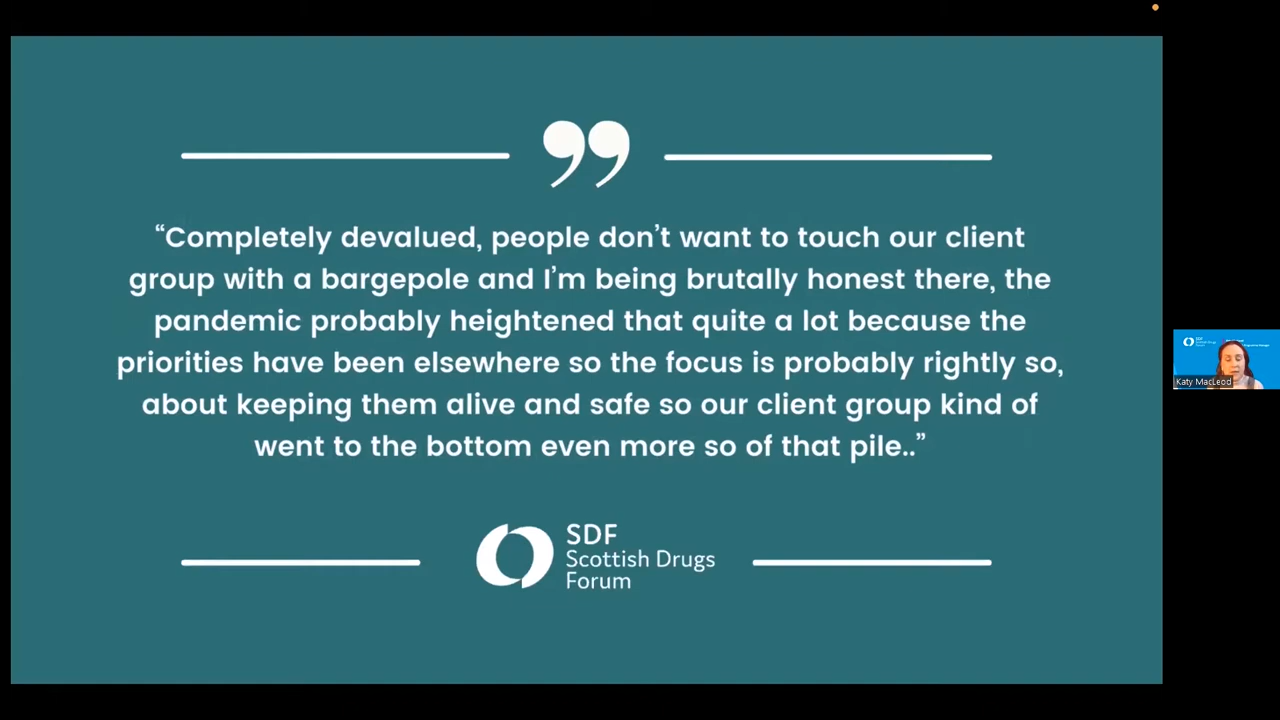 “Completely devalued, people don’t want to touch our client
group with a bargepole and I’m being brutally honest there, the
pandemic probably heightened that quite a lot because the
priorities have been elsewhere so the focus is probably rightly so,
about keeping them alive and safe so our client group kind of
went to the bottom even more so of that pile..”
SDF
Scottish Drugs
Forum
Katy MacLeod